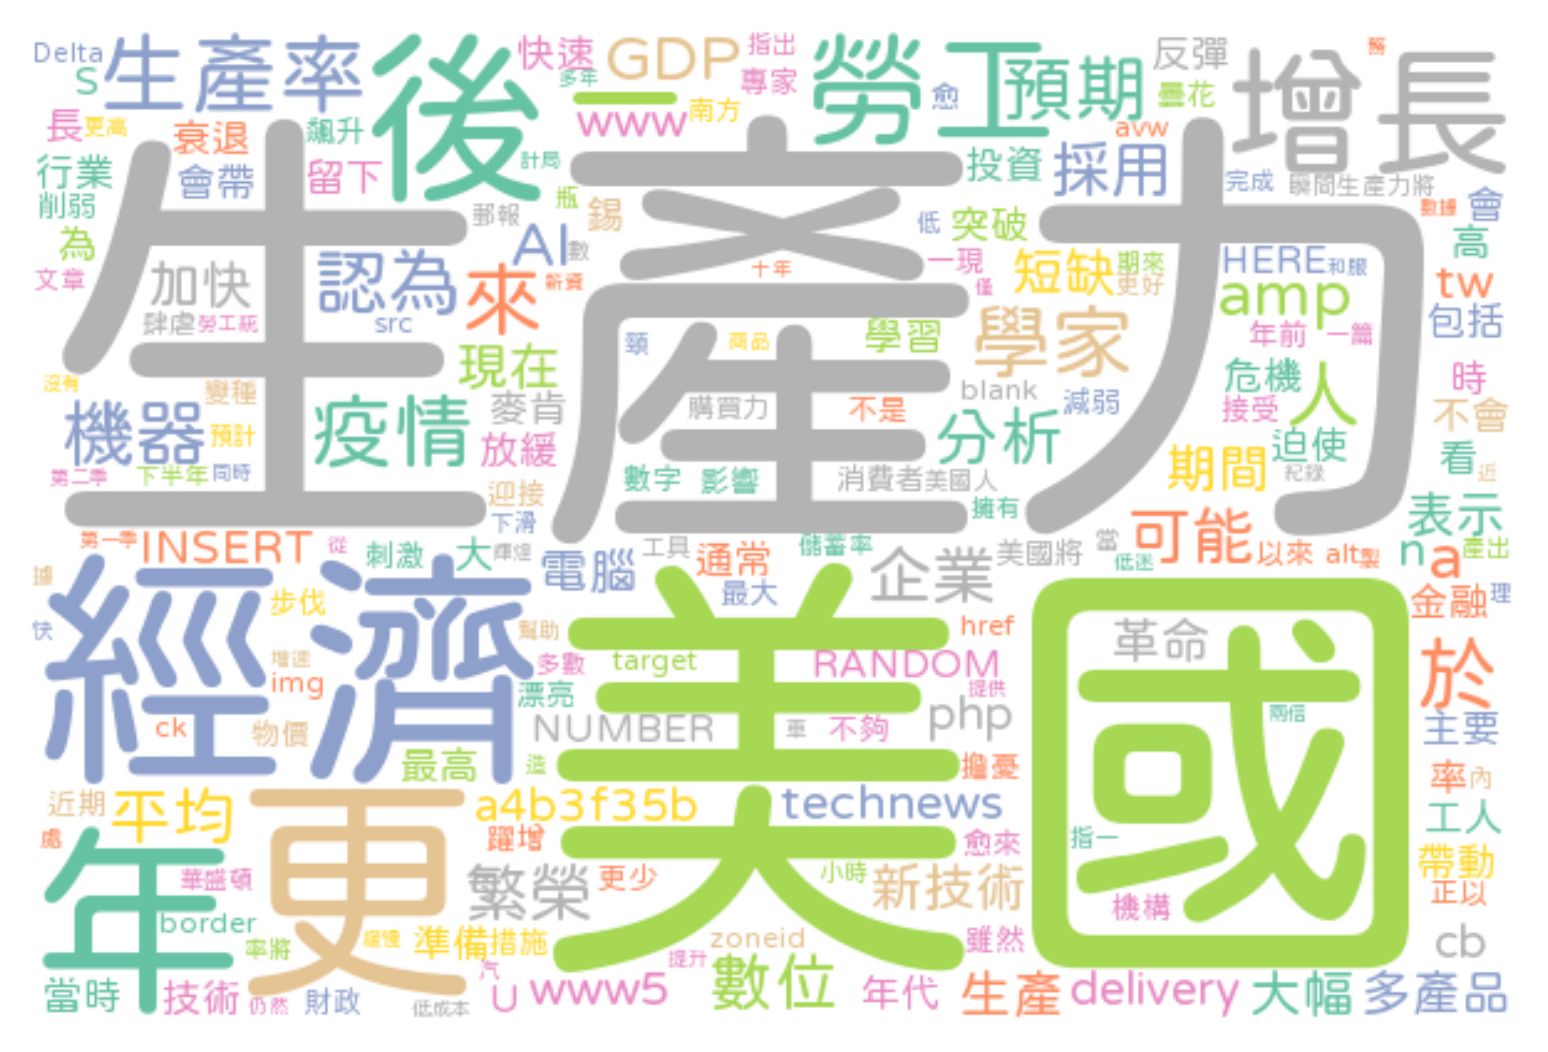 Delta
S
生產率
後
快速
GDP
指出
多年
專家
一
www
南方
勞工
預期
反彈
愈
曇花
增長
長
更高
衰退
飆升
計局
avw
投資
採用
完成
瞬間生產力將
行業
會帶
留下
削弱
郵報
瓶
錫
低
突破
數據
會
生產力
為
文章
加快
認為
AI
數
來
薪資
十年
一現
僅
短缺
期來
更好
HERE
和服
amp
高
tw
包括
肆虐
勞工統
src
頸
商品
學習
學家
年前
一篇
現在
blank
減弱
危機
人
時
沒有
變種
機器
預計
疫情
麥肯
購買力
不是
接受
不會
放緩
分析
迫使
期間
看
近
第二季
下半年
同時
數字
影響
消費者
美國人
紀錄
迎接
下滑
擁有
表示
第一季
INSERT
從
刺激
大
輝煌
電腦
工具
通常
儲蓄率
企業
美國將
當
低迷
可能
以來
alt
製
n
a
產出
據
快
經濟
步伐
最大
金融
理
幫助
href
革命
增速
img
多數
target
RANDOM
提供
於
漂亮
ck
物價
NUMBER
車
不夠
php
兩倍
主要
最高
造
擔憂
率
內
美國
近期
平均
更
a4b3f35b
technews
工人
處
年
躍增
愈來
指一
帶動
華盛頓
繁榮
更少
小時
新技術
機構
正以
border
率將
緩慢
準備
措施
zoneid
雖然
cb
提升
汽
當時
技術
仍然
財政
低成本
U
www5
數位
年代
生產
delivery
大幅
多產品